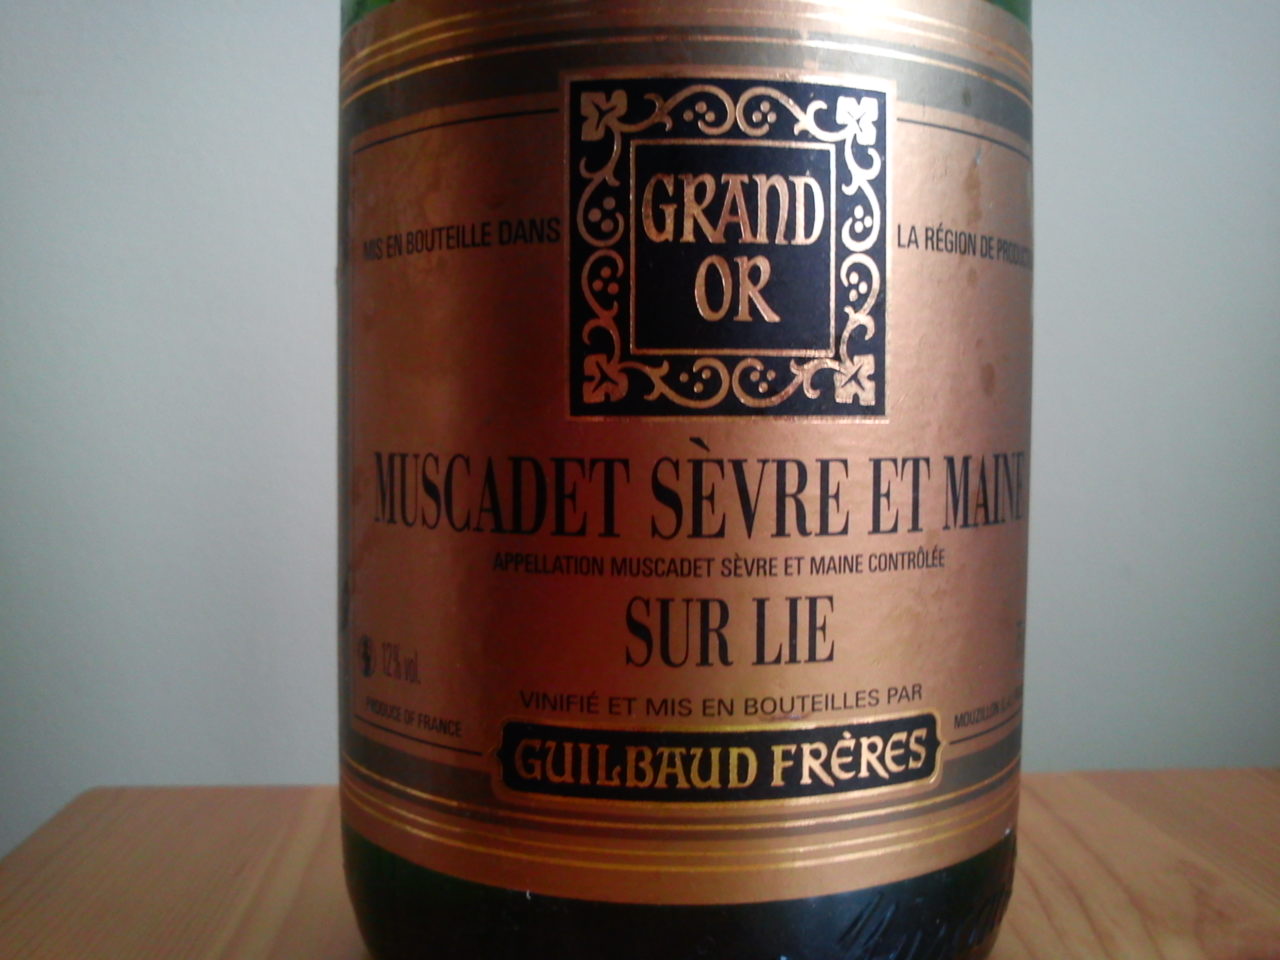 GRAND
OR
MIS EN BOUTEILLE DANS LA RÉGION DE
MUSCADET SÈVRE ET MAINE
APPELLATION MUSCADET SÈVRE ET MAINE CONTRÔLÉE
SUR LIE
12% vol.
VINIFIÉ ET MIS EN BOUTEILLES PAR
PRODUCE OF FRANCE
MOUZILLON
GUILBAUD FRÈRES